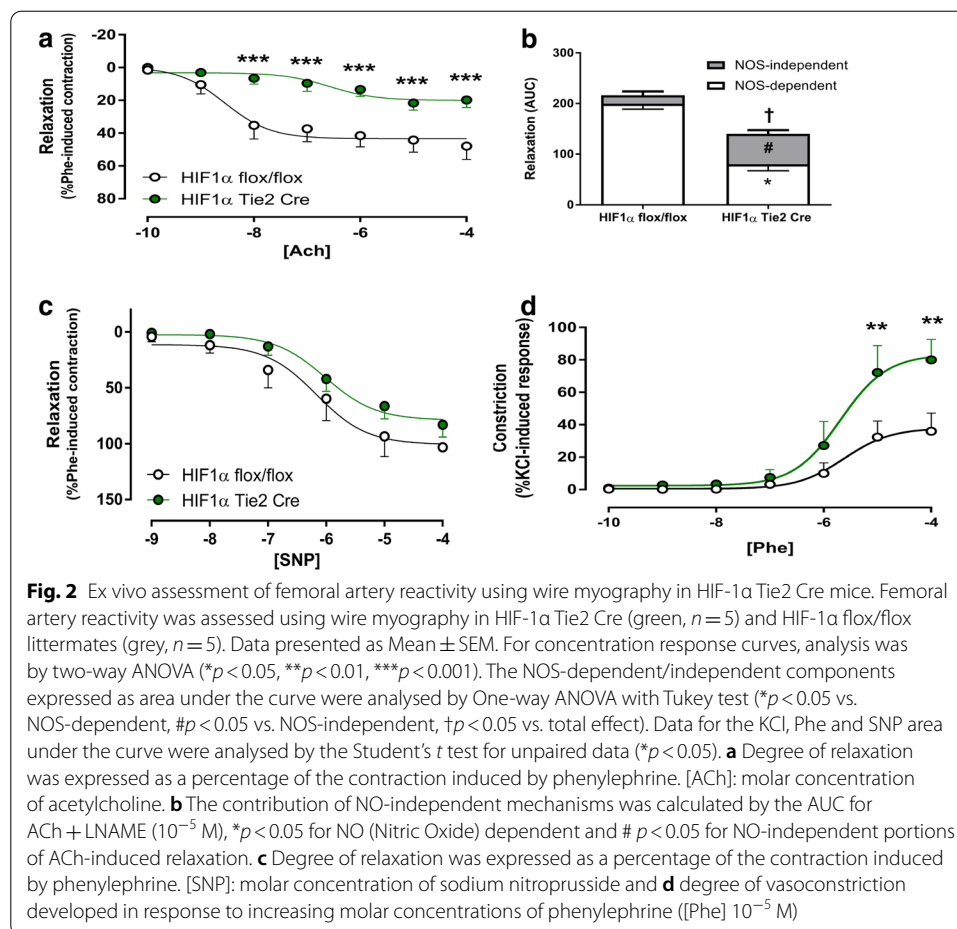 a
-20
0
20
40
60
80
Relaxation
(%Phe-induced contraction)
*** *** *** *** ***
HIF1α flox/flox
HIF1α Tie2 Cre
-10 -8 -6 -4
[Ach]
b
300
200
100
0
Relaxation (AUC)
NOS-independent
NOS-dependent
†
#
*
HIF1α flox/flox HIF1α Tie2 Cre
c
0
50
100
150
Relaxation
(%Phe-induced contraction)
HIF1α flox/flox
HIF1α Tie2 Cre
-9 -8 -7 -6 -5 -4
[SNP]
d
100
80
60
40
20
0
Constriction
(%KCl-induced response)
** **
-10 -8 -6 -4
[Phe]
Fig. 2 Ex vivo assessment of femoral artery reactivity using wire myography in HIF-1α Tie2 Cre mice. Femoral
artery reactivity was assessed using wire myography in HIF-1α Tie2 Cre (green, n = 5) and HIF-1α flox/flox
littermates (grey, n = 5). Data presented as Mean ± SEM. For concentration response curves, analysis was
by two-way ANOVA (*p < 0.05, **p < 0.01, ***p < 0.001). The NOS-dependent/independent components
expressed as area under the curve were analysed by One-way ANOVA with Tukey test (*p < 0.05 vs.
NOS-dependent, #p < 0.05 vs. NOS-independent, †p < 0.05 vs. total effect). Data for the KCl, Phe and SNP area
under the curve were analysed by the Student's t test for unpaired data (*p < 0.05). a Degree of relaxation
was expressed as a percentage of the contraction induced by phenylephrine. [ACh]: molar concentration
of acetylcholine. b The contribution of NO-independent mechanisms was calculated by the AUC for
ACh + LNAME (10⁻⁵ M), *p < 0.05 for NO (Nitric Oxide) dependent and # p < 0.05 for NO-independent portions
of ACh-induced relaxation. c Degree of relaxation was expressed as a percentage of the contraction induced
by phenylephrine. [SNP]: molar concentration of sodium nitroprusside and d degree of vasoconstriction
developed in response to increasing molar concentrations of phenylephrine ([Phe] 10⁻⁵ M)